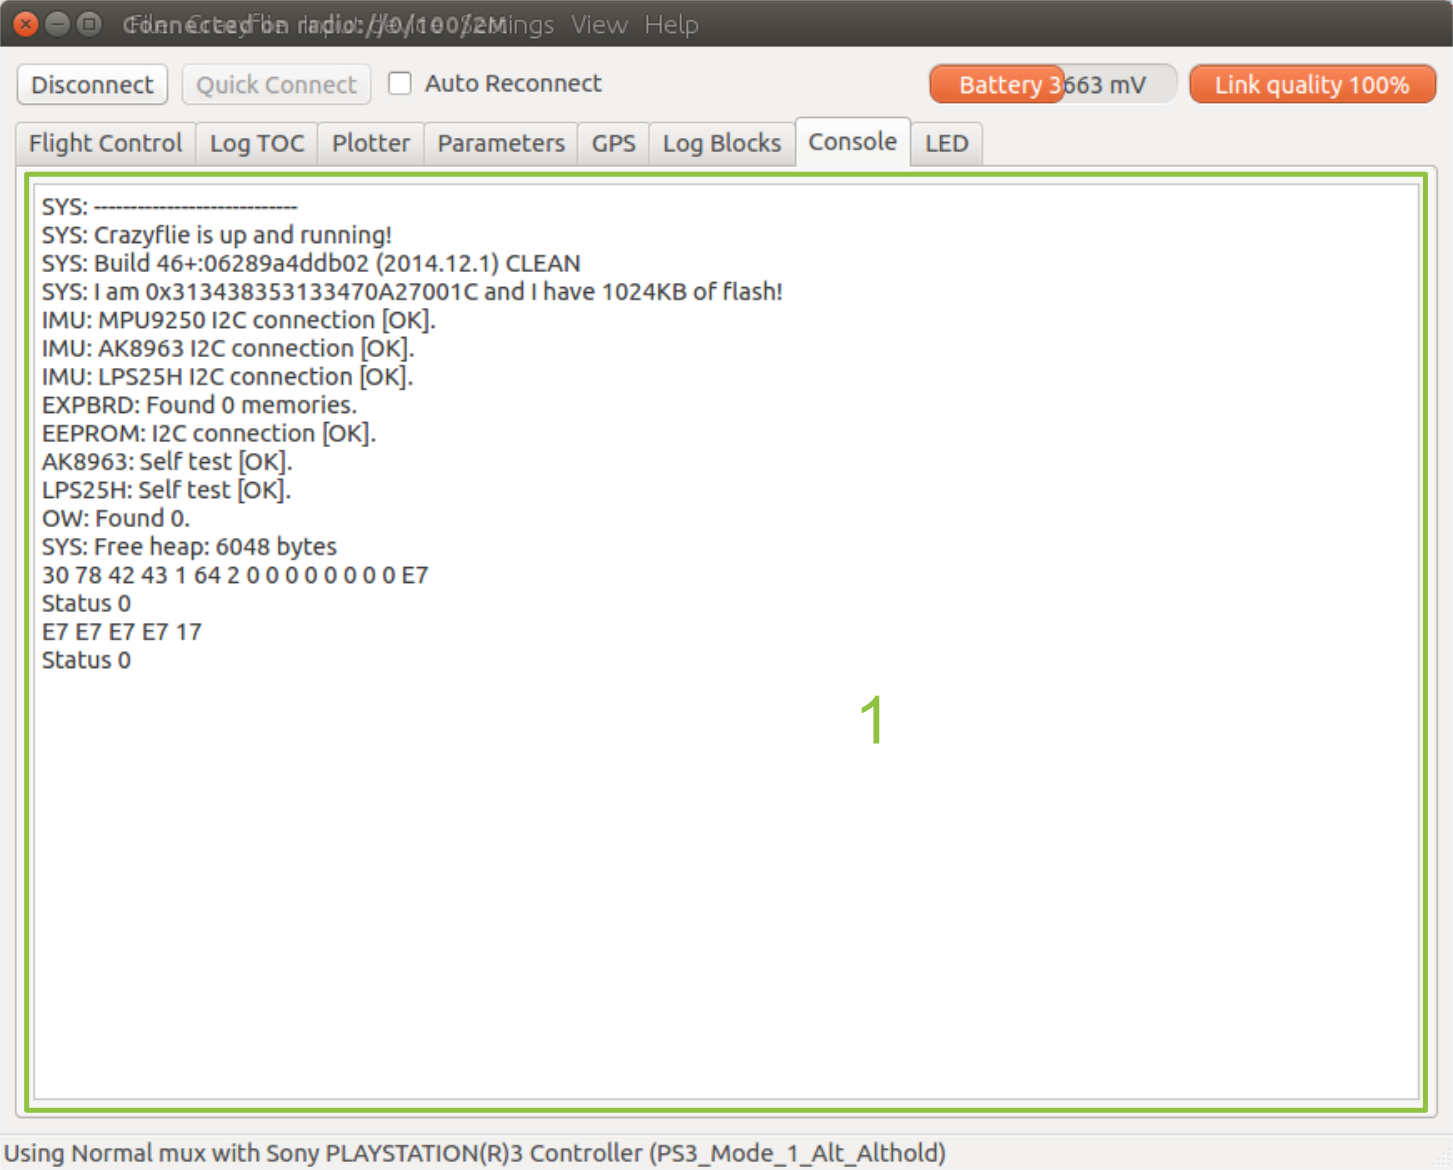 Connected on radio://0/100/2M
File Crazyflie Input device Settings View Help
Disconnect Quick Connect Auto Reconnect Battery 3663 mV Link quality 100%
Flight Control Log TOC Plotter Parameters GPS Log Blocks Console LED
SYS: ----------------------------
SYS: Crazyflie is up and running!
SYS: Build 46+:06289a4ddb02 (2014.12.1) CLEAN
SYS: I am 0x313438353133470A27001C and I have 1024KB of flash!
IMU: MPU9250 I2C connection [OK].
IMU: AK8963 I2C connection [OK].
IMU: LPS25H I2C connection [OK].
EXPBRD: Found 0 memories.
EEPROM: I2C connection [OK].
AK8963: Self test [OK].
LPS25H: Self test [OK].
OW: Found 0.
SYS: Free heap: 6048 bytes
30 78 42 43 1 64 2 0 0 0 0 0 0 0 0 E7
Status 0
E7 E7 E7 E7 17
Status 0
1
Using Normal mux with Sony PLAYSTATION(R)3 Controller (PS3_Mode_1_Alt_Althold)